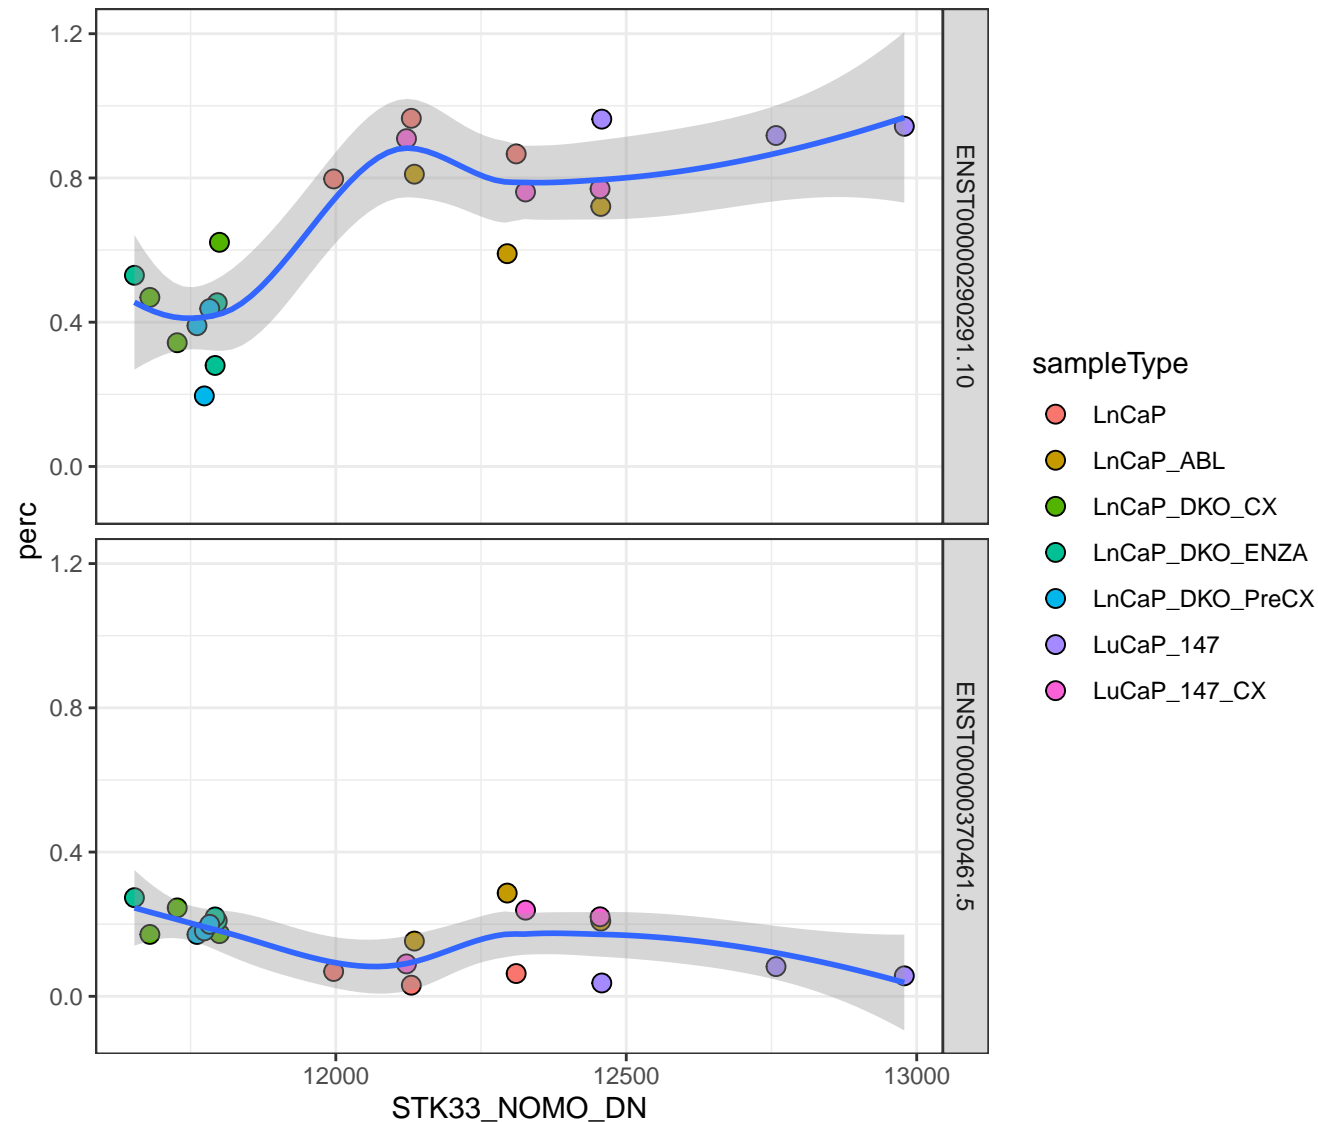 1.2
0.8
0.4
0.0
ENST00000290291.10
perc
1.2
0.8
0.4
0.0
ENST00000370461.5
12000
12500
13000
STK33_NOMO_DN
sampleType
LnCaP
LnCaP_ABL
LnCaP_DKO_CX
LnCaP_DKO_ENZA
LnCaP_DKO_PreCX
LuCaP_147
LuCaP_147_CX